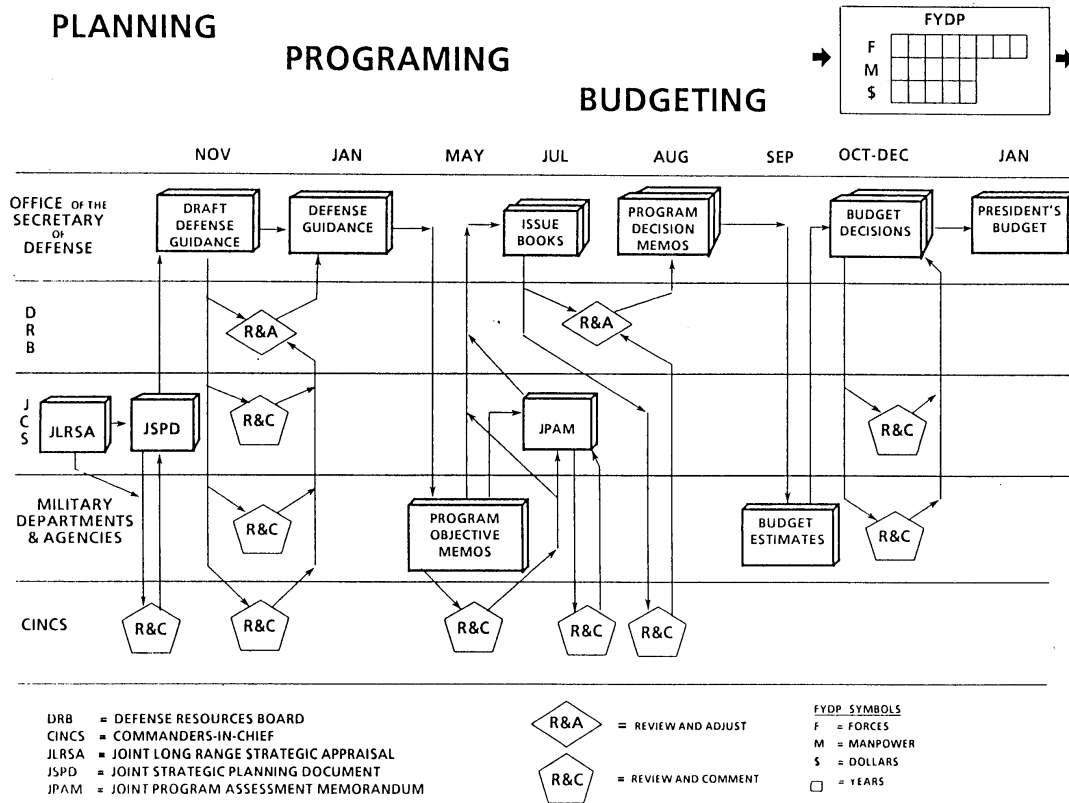 PLANNING
PROGRAMING
BUDGETING
FYDP
F
M
$
NOV JAN MAY JUL AUG SEP OCT-DEC JAN
OFFICE OF THE
SECRETARY
OF
DEFENSE
DRAFT
DEFENSE
GUIDANCE
DEFENSE
GUIDANCE
ISSUE
BOOKS
PROGRAM
DECISION
MEMOS
BUDGET
DECISIONS
PRESIDENT'S
BUDGET
D
R
B
R&A
R&A
J
C
S
JLRSA
JSPD
R&C
JPAM
R&C
MILITARY
DEPARTMENTS
& AGENCIES
R&C
PROGRAM
OBJECTIVE
MEMOS
BUDGET
ESTIMATES
R&C
CINCS
R&C
R&C
R&C
R&C
R&C
DRB = DEFENSE RESOURCES BOARD
CINCS = COMMANDERS-IN-CHIEF
JLRSA = JOINT LONG RANGE STRATEGIC APPRAISAL
JSPD = JOINT STRATEGIC PLANNING DOCUMENT
JPAM = JOINT PROGRAM ASSESSMENT MEMORANDUM
R&A = REVIEW AND ADJUST
R&C = REVIEW AND COMMENT
FYDP SYMBOLS
F = FORCES
M = MANPOWER
$ = DOLLARS
= YEARS